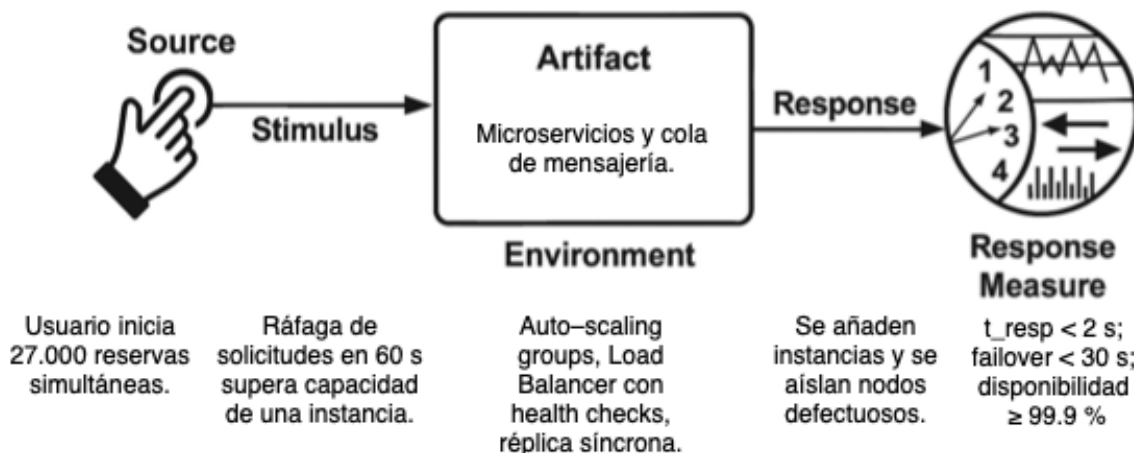 Source
Stimulus
Artifact
Microservicios y cola
de mensajería.
Environment
Response
1
2
3
4
Response
Measure
Usuario inicia
27.000 reservas
simultáneas.
Ráfaga de
solicitudes en 60 s
supera capacidad
de una instancia.
Auto–scaling
groups, Load
Balancer con
health checks,
réplica síncrona.
Se añaden
instancias y se
aíslan nodos
defectuosos.
t_resp < 2 s;
failover < 30 s;
disponibilidad
≥ 99.9 %